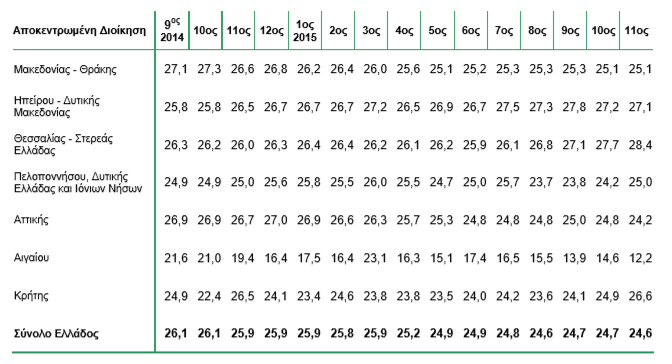 Αποκεντρωμένη Διοίκηση 9ος 2014 10ος 11ος 12ος 1ος 2015 2ος 3ος 4ος 5ος 6ος 7ος 8ος 9ος 10ος 11ος
Μακεδονίας - Θράκης 27,1 27,3 26,6 26,8 26,2 26,4 26,0 25,6 25,1 25,2 25,3 25,3 25,3 25,1 25,1
Ηπείρου - Δυτικής
Μακεδονίας 25,8 25,8 26,5 26,7 26,7 26,7 27,2 26,5 26,9 26,7 27,5 27,3 27,8 27,2 27,1
Θεσσαλίας - Στερεάς
Ελλάδας 26,3 26,2 26,0 26,3 26,4 26,4 26,2 26,1 26,2 25,9 26,1 26,8 27,1 27,7 28,4
Πελοποννήσου, Δυτικής
Ελλάδας και Ιόνιων Νήσων 24,9 24,9 25,0 25,6 25,8 25,5 26,0 25,5 24,7 25,0 25,7 23,7 23,8 24,2 25,0
Αττικής 26,9 26,9 26,7 27,0 26,9 26,6 26,3 25,7 25,3 24,8 24,8 24,8 25,0 24,8 24,2
Αιγαίου 21,6 21,0 19,4 16,4 17,5 16,4 23,1 16,3 15,1 17,4 16,5 15,5 13,9 14,6 12,2
Κρήτης 24,9 22,4 26,5 24,1 23,4 24,6 23,8 23,8 23,5 24,0 24,2 23,6 24,1 24,9 26,6
Σύνολο Ελλάδος 26,1 26,1 25,9 25,9 25,9 25,8 25,9 25,2 24,9 24,9 24,8 24,6 24,7 24,7 24,6